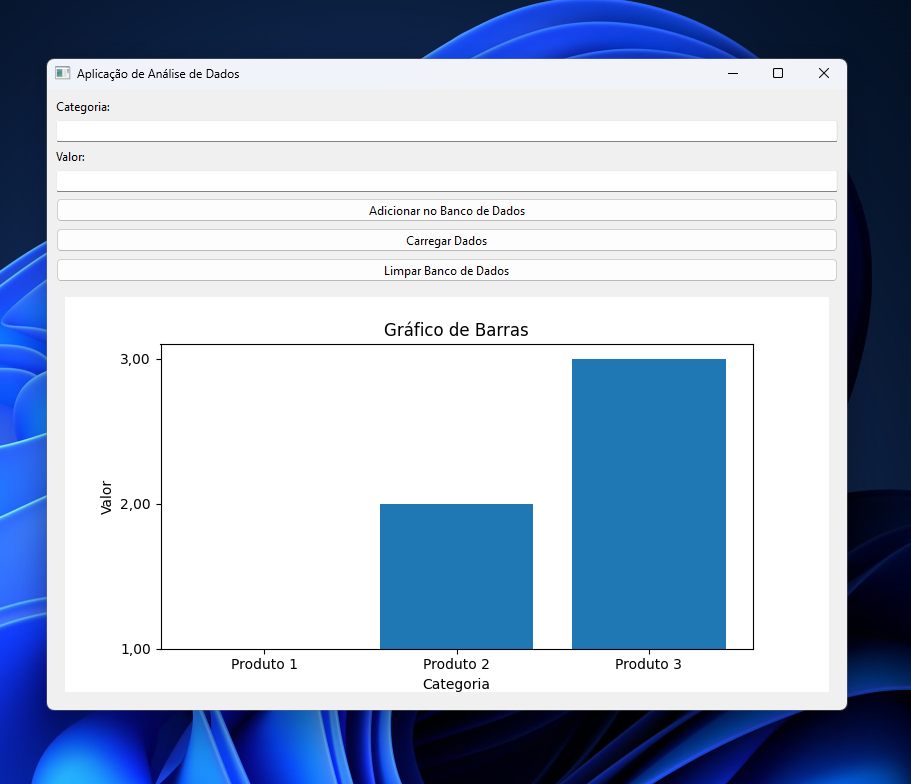 Aplicação de Análise de Dados
Categoria:
Valor:
Adicionar no Banco de Dados
Carregar Dados
Limpar Banco de Dados
Gráfico de Barras
3,00
Valor
2,00
1,00
Produto 1 Produto 2 Produto 3
Categoria